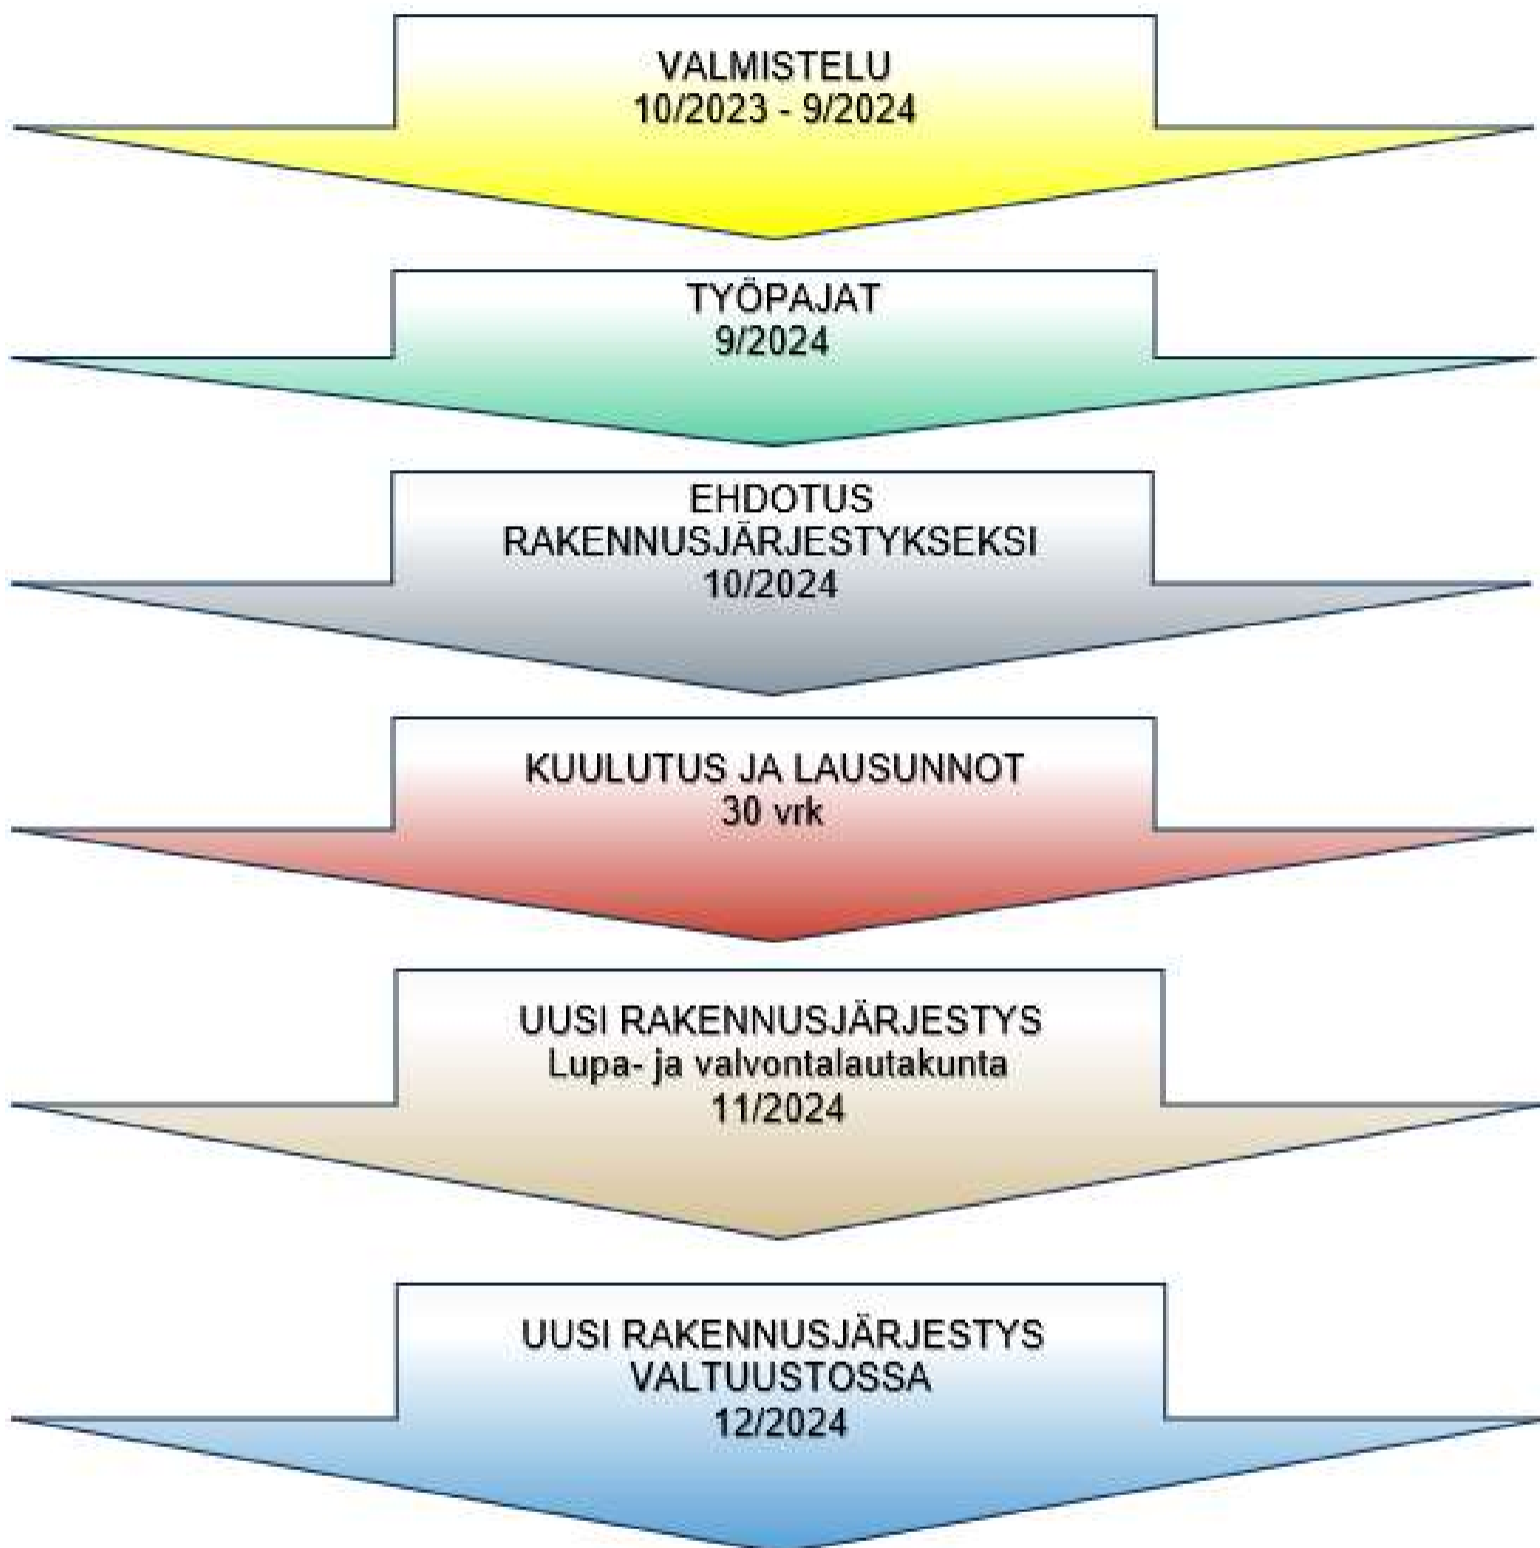 VALMISTELU
10/2023 - 9/2024
TYÖPAJAT
9/2024
EHDOTUS
RAKENNUSJÄRJESTYKSEKSI
10/2024
KUULUTUS JA LAUSUNNOT
30 vrk
UUSI RAKENNUSJÄRJESTYS
Lupa- ja valvontalautakunta
11/2024
UUSI RAKENNUSJÄRJESTYS
VALTUUSTOSSA
12/2024